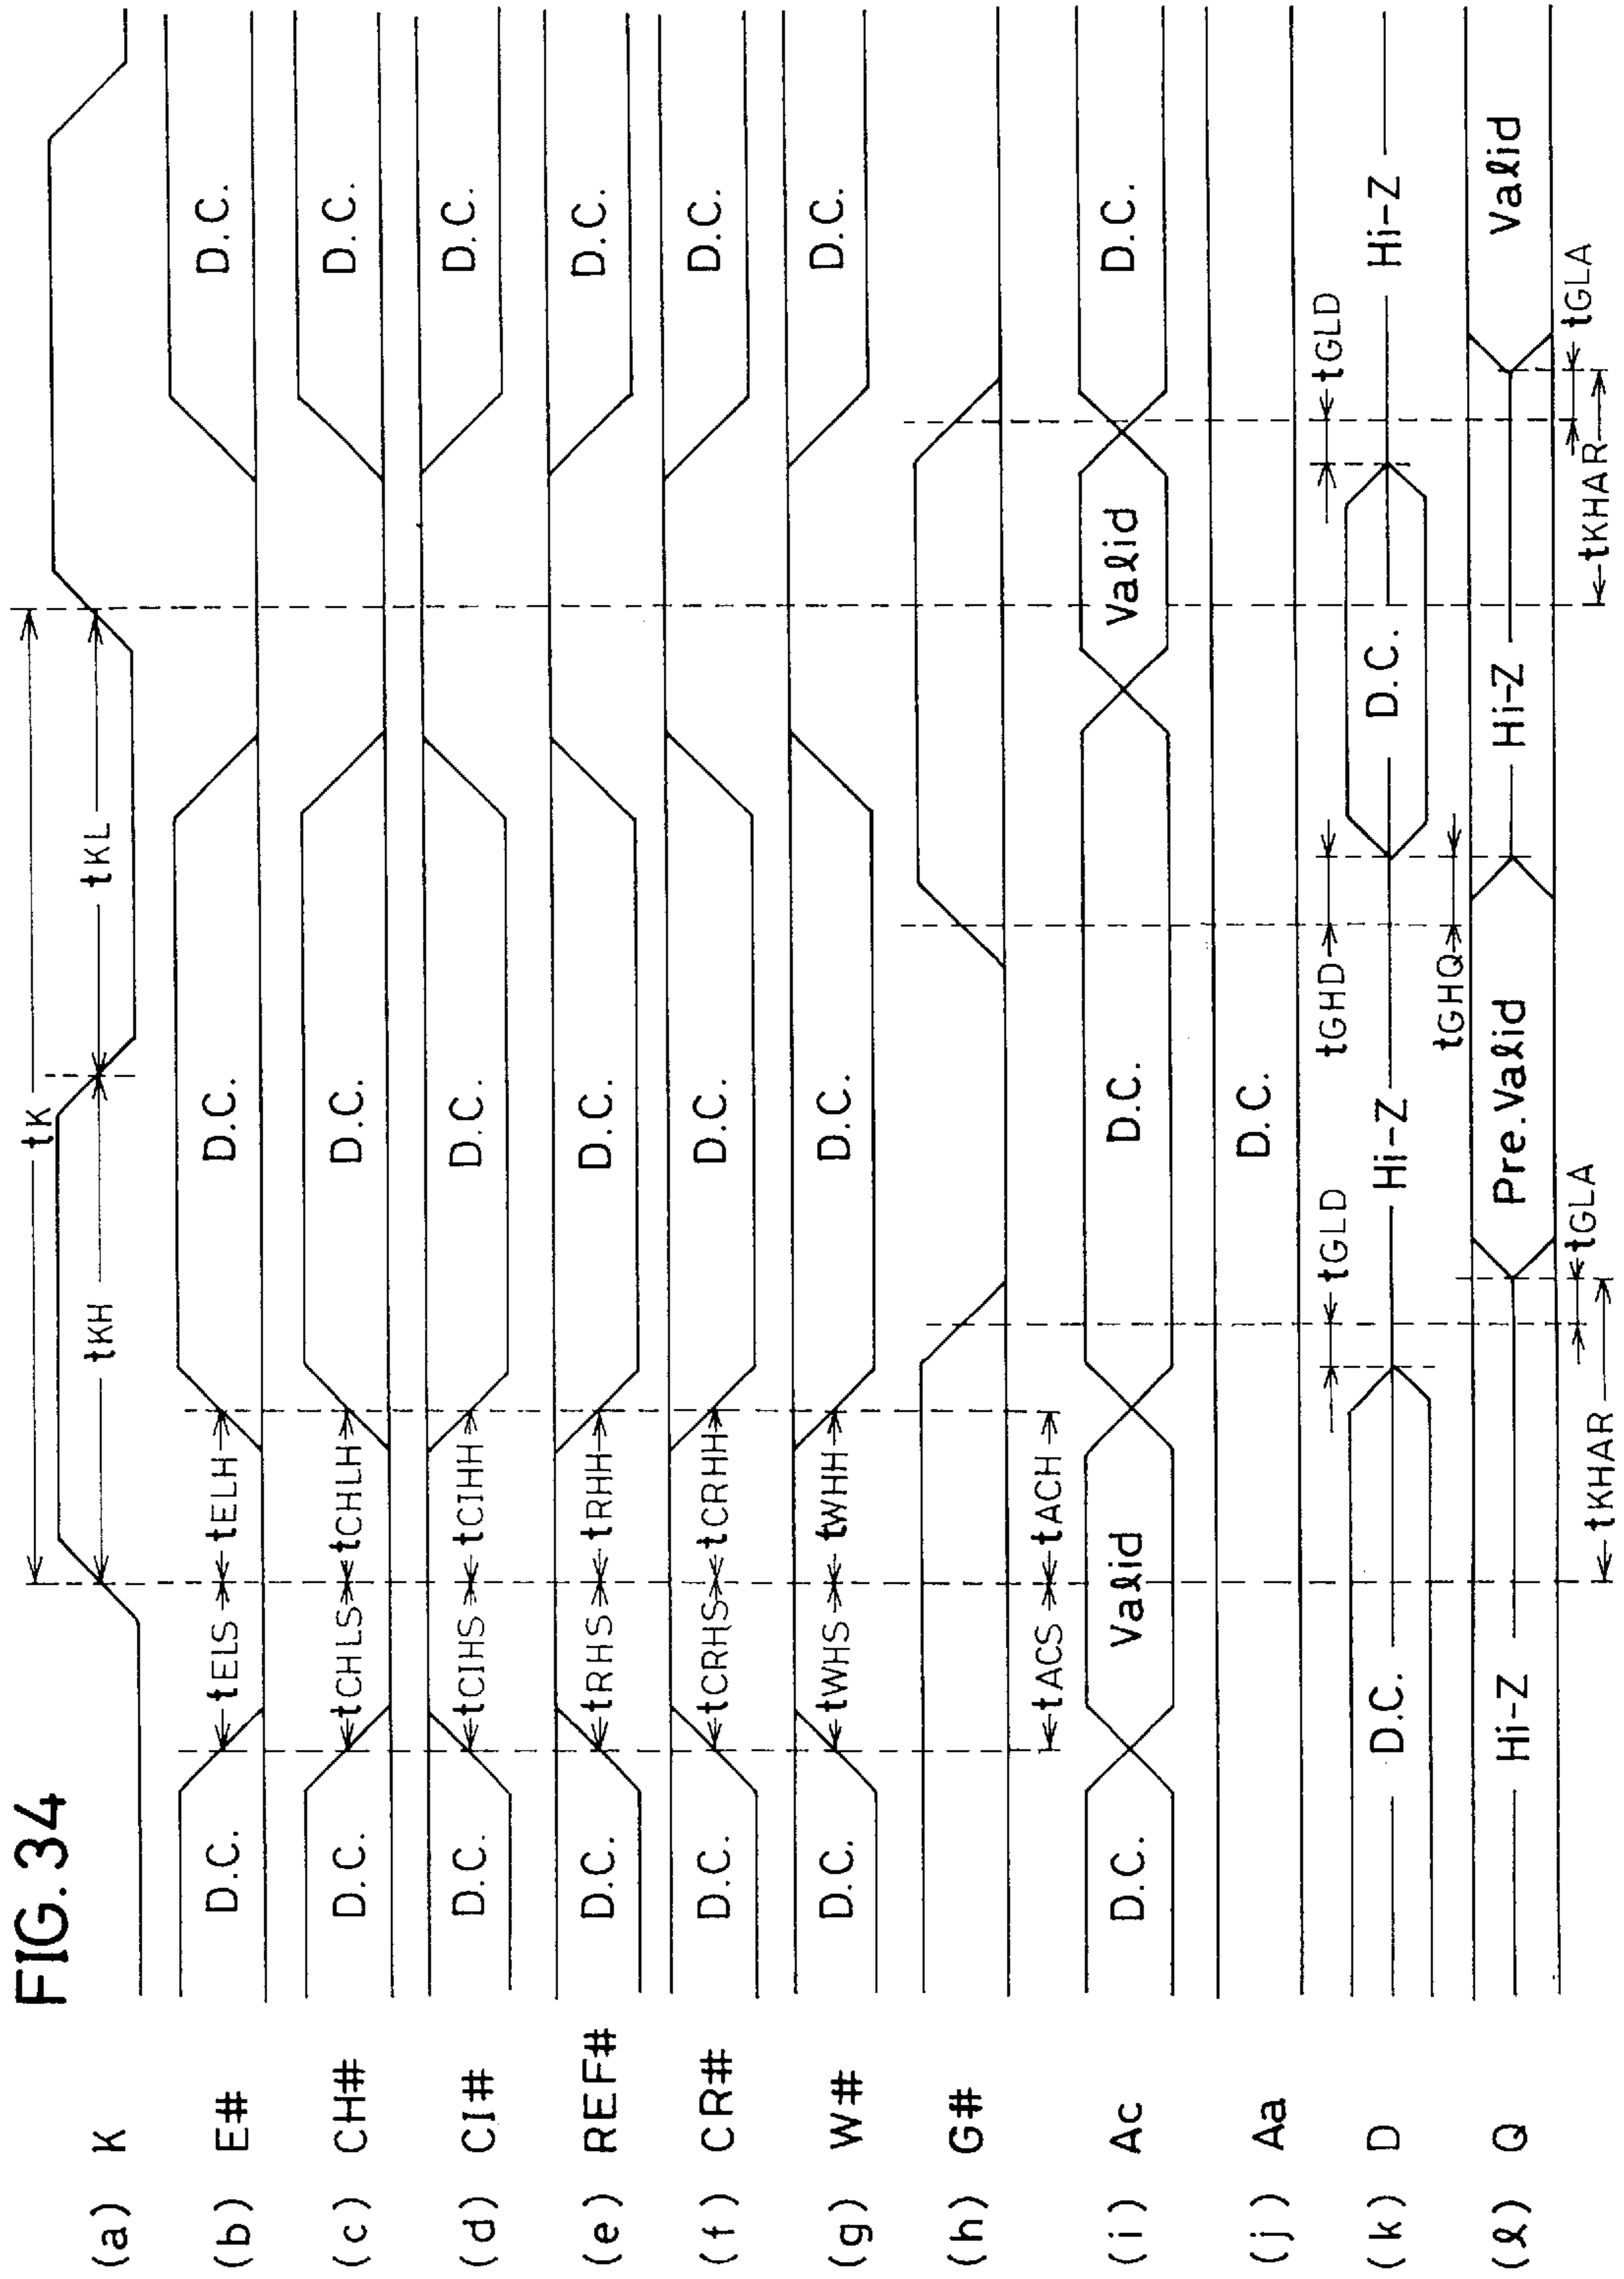 FIG. 34
tK
(a) K
tKH
tKL
(b) E#
D.C. tELS tELH D.C. D.C.
(c) CH#
D.C. tCHLS tCHLH D.C. D.C.
(d) CI#
D.C. tCIHS tCIHH D.C. D.C.
(e) REF#
D.C. tRHS tRHH D.C. D.C.
(f) CR#
D.C. tCRHS tCRHH D.C. D.C.
(g) W#
D.C. tWHS tWHH D.C. D.C.
(h) G#
tACS tACH
(i) Ac
D.C. Valid D.C. Valid D.C.
(j) Aa
D.C.
tGLD tGHD tGLD
(k) D
D.C. Hi-Z D.C. Hi-Z
tGHQ
(ℓ) Q
Hi-Z Pre.Valid Hi-Z Valid
tGLA tGLA
tKHAR tKHAR